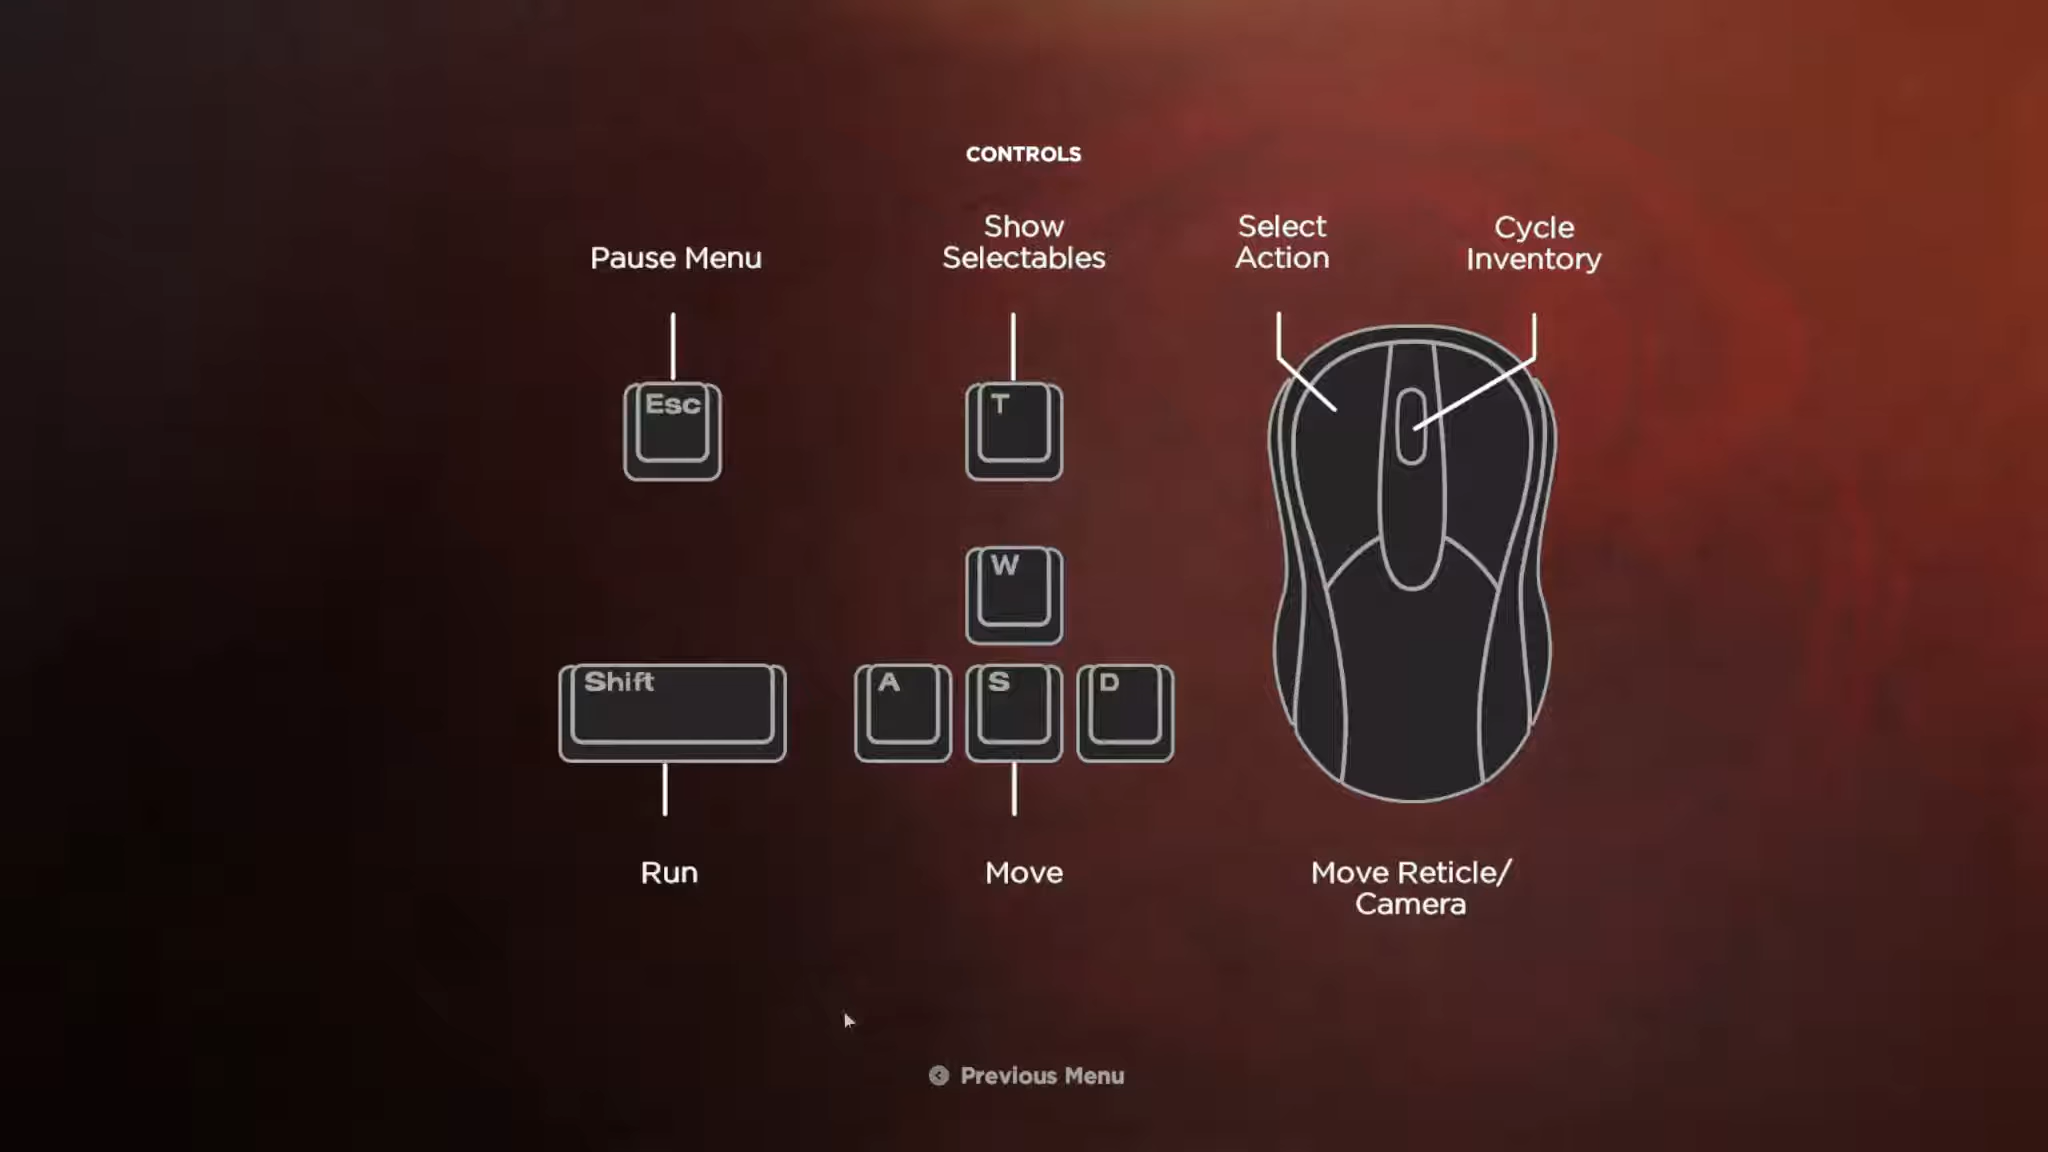 CONTROLS
Pause Menu
Show
Selectables
Select
Action
Cycle
Inventory
Esc
T
W
Shift
A
S
D
Run
Move
Move Reticle/
Camera
Previous Menu